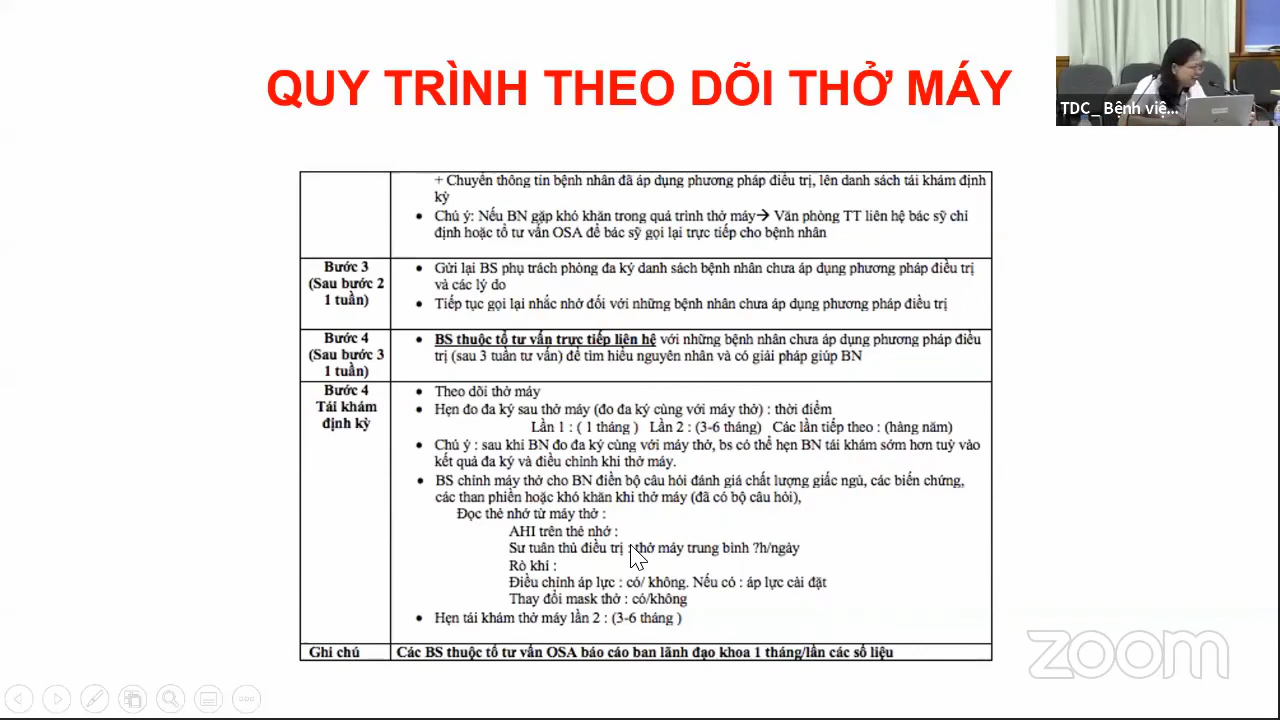 QUY TRÌNH THEO DÕI THỞ MÁY
TDC_ Bệnh việ...
+ Chuyển thông tin bệnh nhân đã áp dụng phương pháp điều trị, lên danh sách tái khám định
kỳ
• Chú ý: Nếu BN gặp khó khăn trong quá trình thở máy→ Văn phòng TT liên hệ bác sỹ chỉ
định hoặc tổ tư vấn OSA để bác sỹ gọi lại trực tiếp cho bệnh nhân
Bước 3
(Sau bước 2
1 tuần)
• Gửi lại BS phụ trách phòng đa ký danh sách bệnh nhân chưa áp dụng phương pháp điều trị
và các lý do
• Tiếp tục gọi lại nhắc nhở đối với những bệnh nhân chưa áp dụng phương pháp điều trị
Bước 4
(Sau bước 3
1 tuần)
• BS thuộc tổ tư vấn trực tiếp liên hệ với những bệnh nhân chưa áp dụng phương pháp điều
trị (sau 3 tuần tư vấn) để tìm hiểu nguyên nhân và có giải pháp giúp BN
Bước 4
Tái khám
định kỳ
• Theo dõi thở máy
• Hẹn đo đa ký sau thở máy (đo đa ký cùng với máy thở) : thời điểm
Lần 1 : ( 1 tháng ) Lần 2 : (3-6 tháng) Các lần tiếp theo : (hàng năm)
• Chú ý : sau khi BN đo đa ký cùng với máy thở, bs có thể hẹn BN tái khám sớm hơn tuỳ vào
kết quả đa ký và điều chỉnh khi thở máy.
• BS chỉnh máy thở cho BN điền bộ câu hỏi đánh giá chất lượng giấc ngủ, các biến chứng,
các than phiền hoặc khó khăn khi thở máy (đã có bộ câu hỏi),
Đọc thẻ nhớ từ máy thở :
AHI trên thẻ nhớ :
Sự tuân thủ điều trị : thở máy trung bình ?h/ngày
Rò khí :
Điều chỉnh áp lực : có/ không. Nếu có : áp lực cài đặt
Thay đổi mask thở : có/không
• Hẹn tái khám thở máy lần 2 : (3-6 tháng )
Ghi chú
Các BS thuộc tổ tư vấn OSA báo cáo ban lãnh đạo khoa 1 tháng/lần các số liệu
zoom